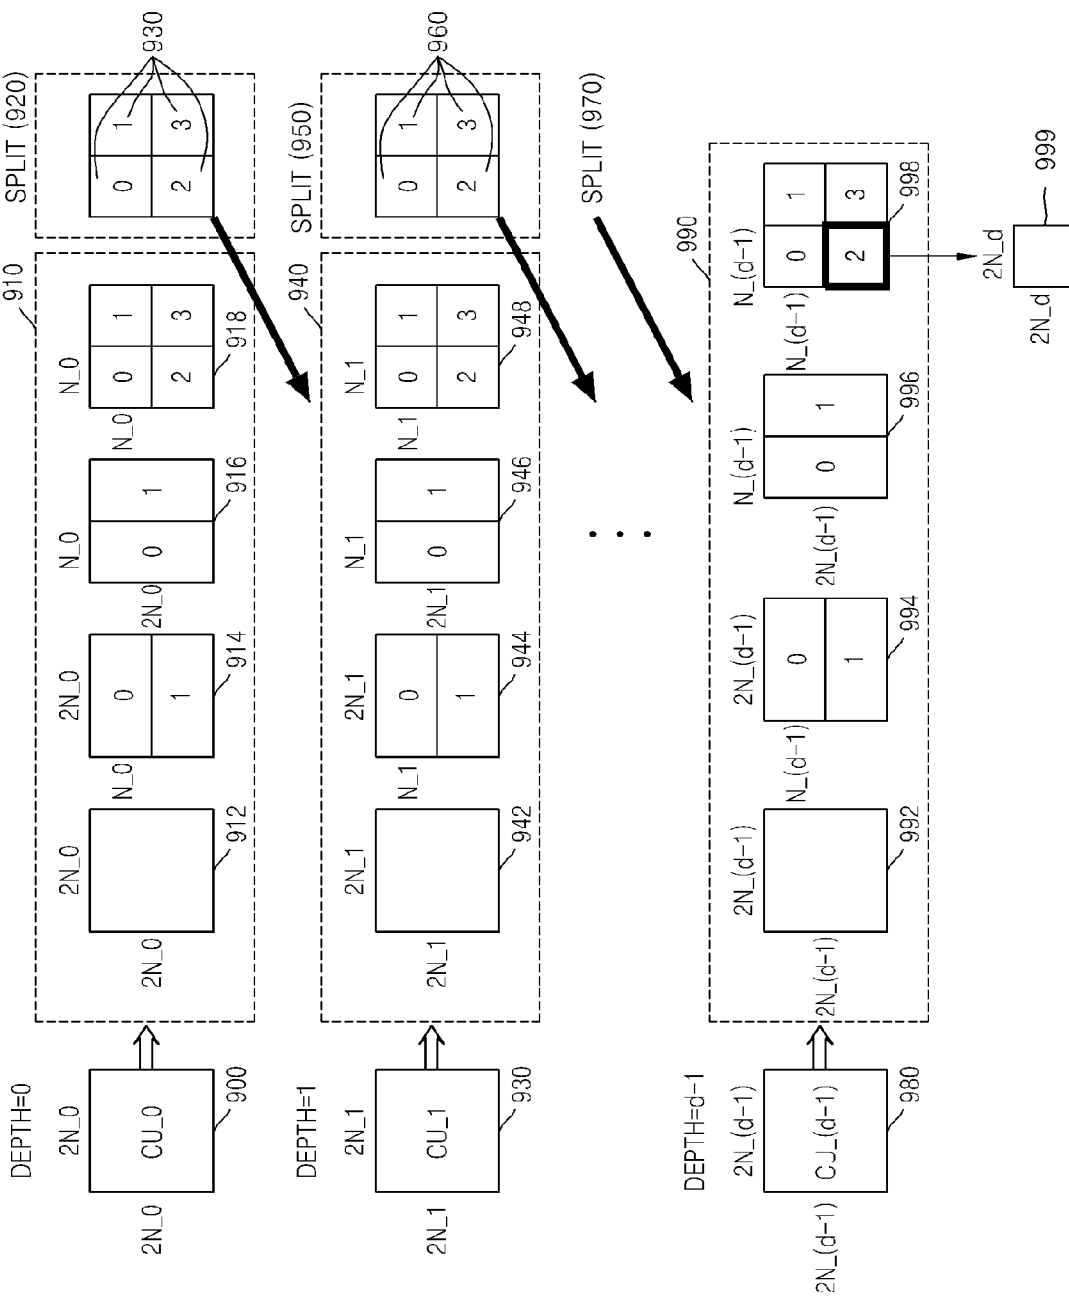 DEPTH=0
910
SPLIT (920)
2N_0
2N_0
2N_0
N_0
N_0
930
2N_0
CU_0
2N_0
N_0
0
1
2N_0
0
1
N_0
0
1
2
3
0
1
2
3
900
912
914
916
918
DEPTH=1
940
SPLIT (950)
2N_1
2N_1
2N_1
N_1
N_1
960
2N_1
CU_1
2N_1
N_1
0
1
2N_1
0
1
N_1
0
1
2
3
0
1
2
3
930
942
944
946
948
SPLIT (970)
DEPTH=d-1
990
2N_(d-1)
2N_(d-1)
2N_(d-1)
N_(d-1)
N_(d-1)
2N_(d-1)
CJ_(d-1)
2N_(d-1)
N_(d-1)
0
1
2N_(d-1)
0
1
N_(d-1)
0
1
2
3
980
992
994
996
998
2N_d
2N_d
999